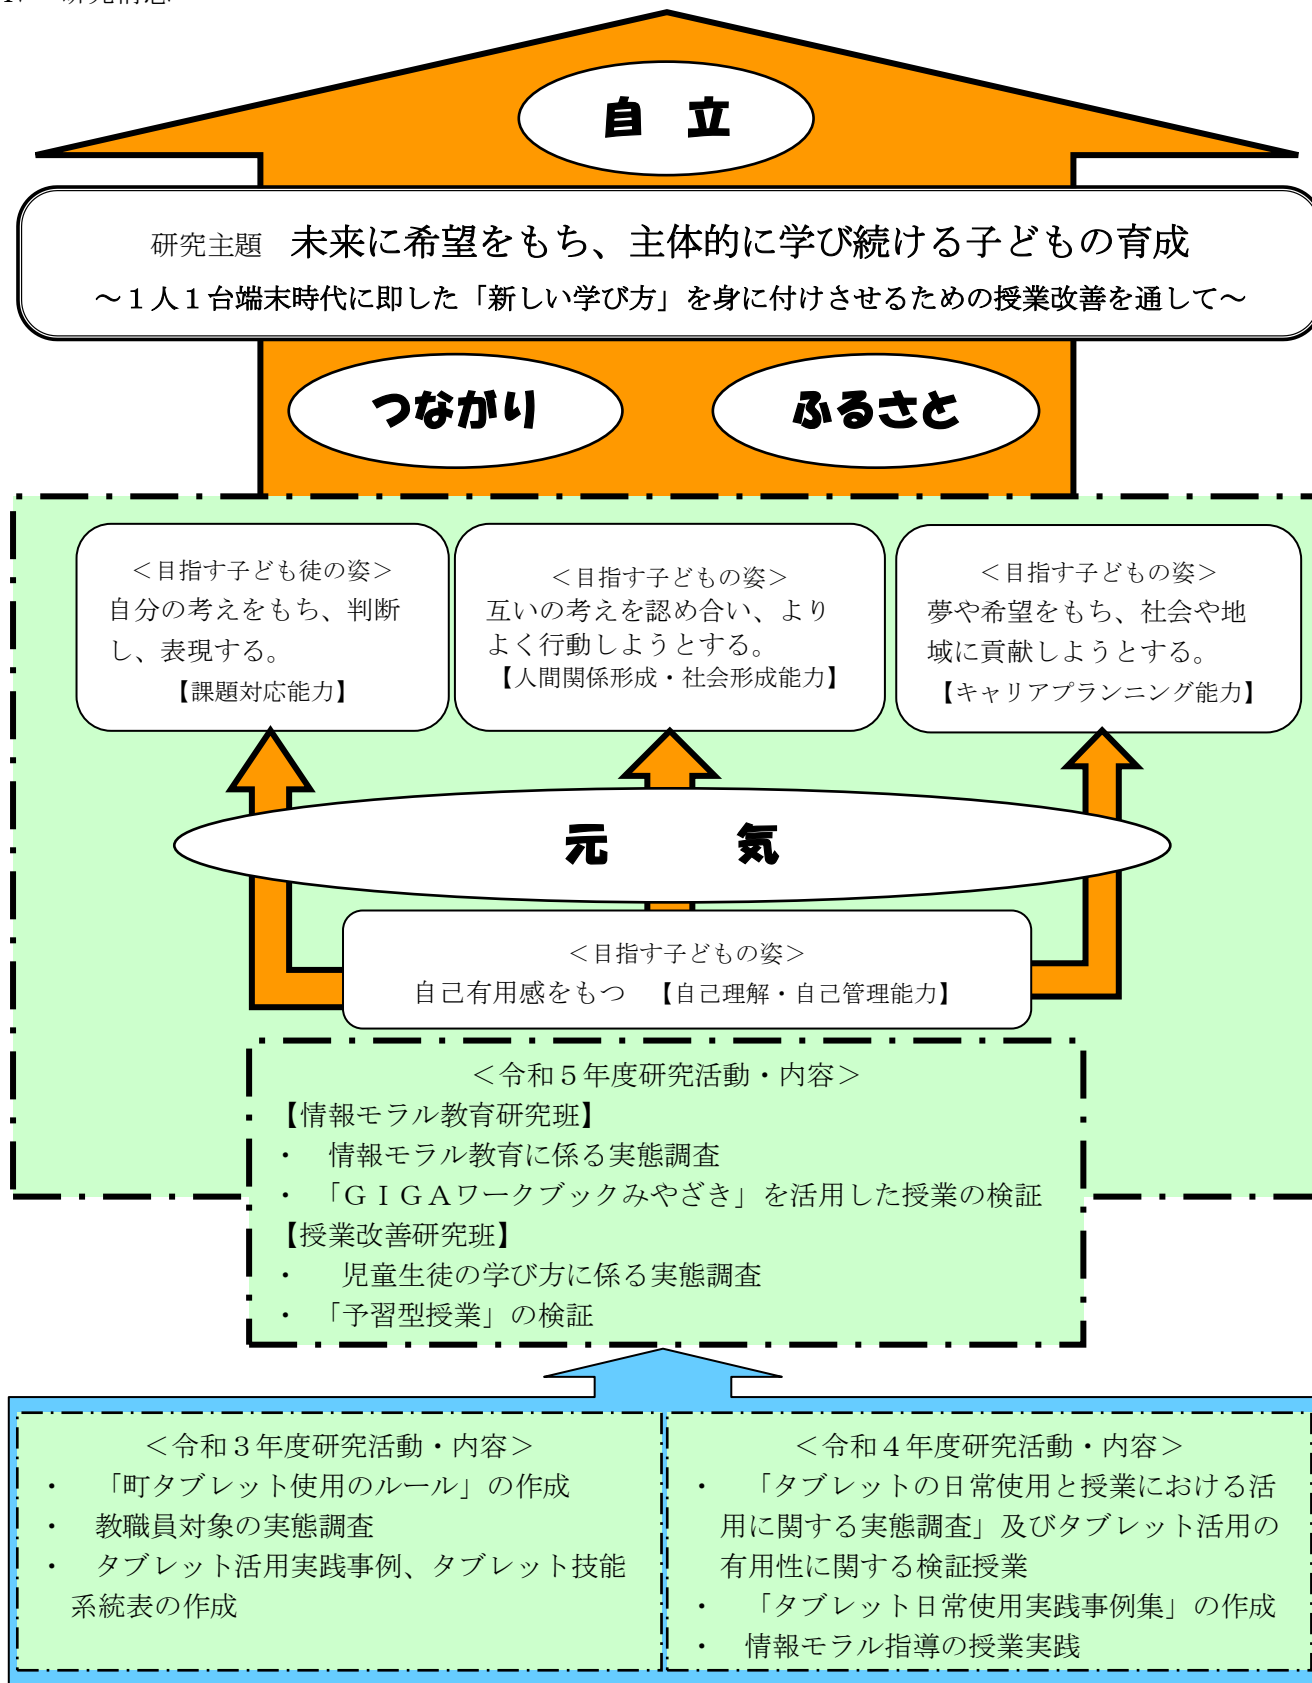 自 立
研究主題 未来に希望をもち、主体的に学び続ける子どもの育成
～１人１台端末時代に即した「新しい学び方」を身に付けさせるための授業改善を通して～
つながり
ふるさと
＜目指す子ども徒の姿＞
自分の考えをもち、判断
し、表現する。
【課題対応能力】
＜目指す子どもの姿＞
互いの考えを認め合い、より
よく行動しようとする。
【人間関係形成・社会形成能力】
＜目指す子どもの姿＞
夢や希望をもち、社会や地
域に貢献しようとする。
【キャリアプランニング能力】
元 気
＜目指す子どもの姿＞
自己有用感をもつ 【自己理解・自己管理能力】
＜令和５年度研究活動・内容＞
【情報モラル教育研究班】
・ 情報モラル教育に係る実態調査
・ 「ＧＩＧＡワークブックみやざき」を活用した授業の検証
【授業改善研究班】
・ 児童生徒の学び方に係る実態調査
・ 「予習型授業」の検証
＜令和３年度研究活動・内容＞
・ 「町タブレット使用のルール」の作成
・ 教職員対象の実態調査
・ タブレット活用実践事例、タブレット技能
系統表の作成
＜令和４年度研究活動・内容＞
・ 「タブレットの日常使用と授業における活
用に関する実態調査」及びタブレット活用の
有用性に関する検証授業
・ 「タブレット日常使用実践事例集」の作成
・ 情報モラル指導の授業実践